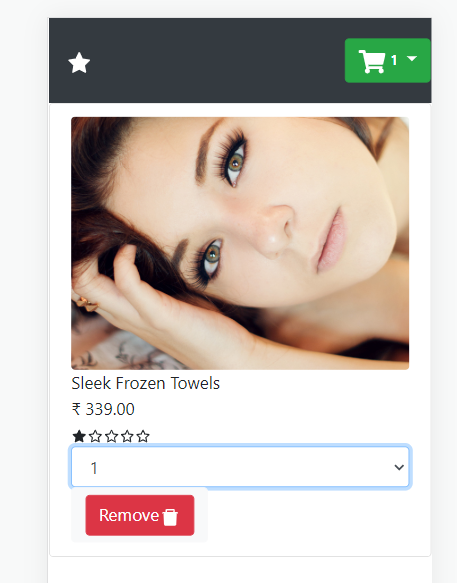 1
Sleek Frozen Towels
₹ 339.00
1
Remove